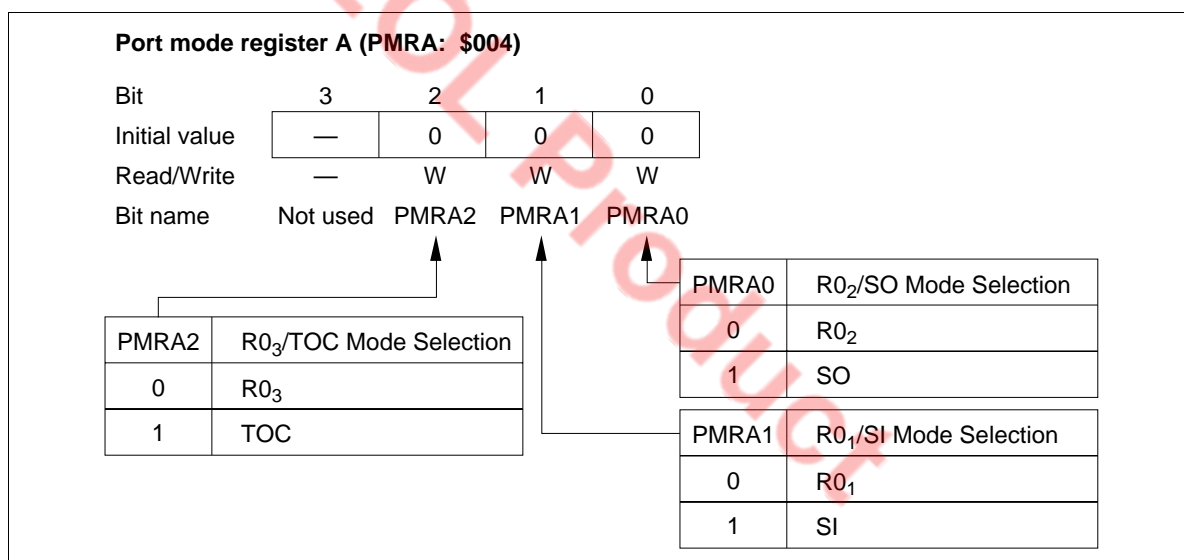 Port mode register A (PMRA: $004)
Bit 3 2 1 0
Initial value — 0 0 0
Read/Write — W W W
Bit name Not used PMRA2 PMRA1 PMRA0
PMRA2 R0₃/TOC Mode Selection
0 R0₃
1 TOC
PMRA0 R0₂/SO Mode Selection
0 R0₂
1 SO
PMRA1 R0₁/SI Mode Selection
0 R0₁
1 SI
OL Product